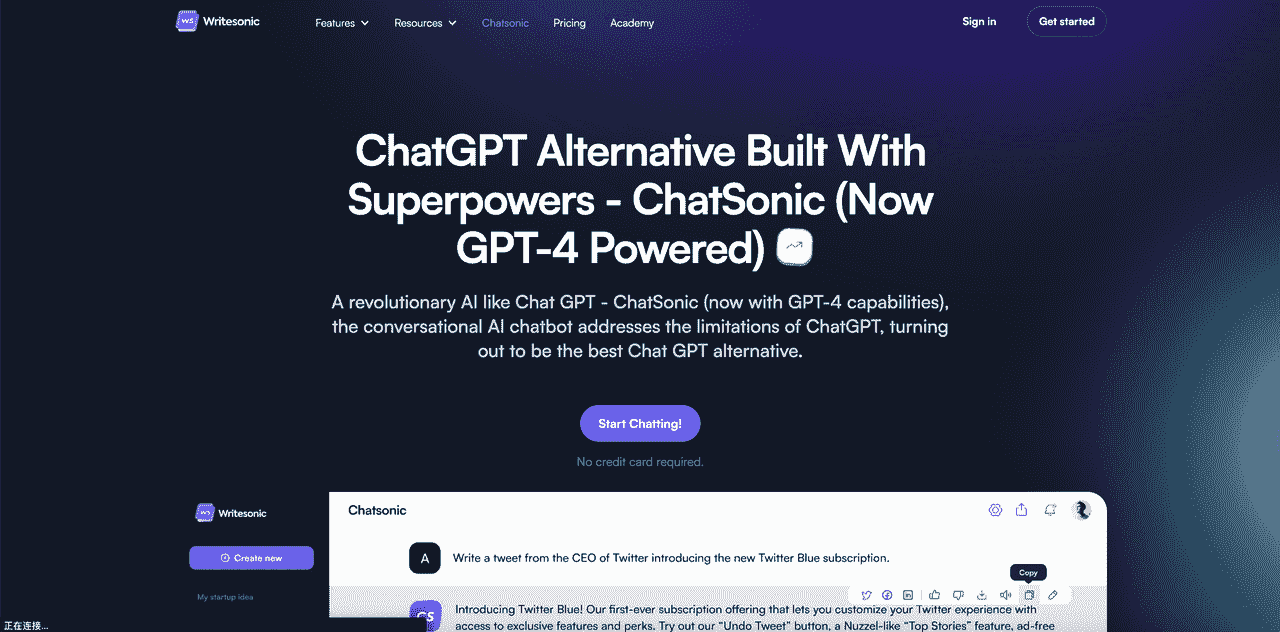 Writesonic
Features
Resources
Chatsonic
Pricing
Academy
Sign in
Get started
ChatGPT Alternative Built With
Superpowers - ChatSonic (Now
GPT-4 Powered)
A revolutionary AI like Chat GPT - ChatSonic (now with GPT-4 capabilities),
the conversational AI chatbot addresses the limitations of ChatGPT, turning
out to be the best Chat GPT alternative.
Start Chatting!
No credit card required.
WS Writesonic
Create new
My startup idea
Chatsonic
A
Write a tweet from the CEO of Twitter introducing the new Twitter Blue subscription.
Copy
CS
Introducing Twitter Blue! Our first-ever subscription offering that lets you customize your Twitter experience with
access to exclusive features and perks. Try out our “Undo Tweet” button, a Nuzzel-like “Top Stories” feature, ad-free
正在连接...